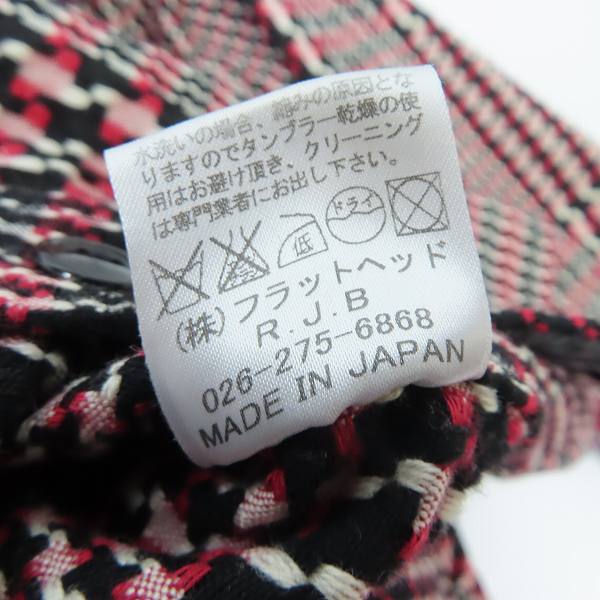 水洗いの場合、縮みの原因とな
りますのでタンブラー乾燥の使
用はお避け頂き、クリーニング
は専門業者にお出し下さい。
低 ドライ
(株)フラットヘッド
R.J.B
026-275-6868
MADE IN JAPAN